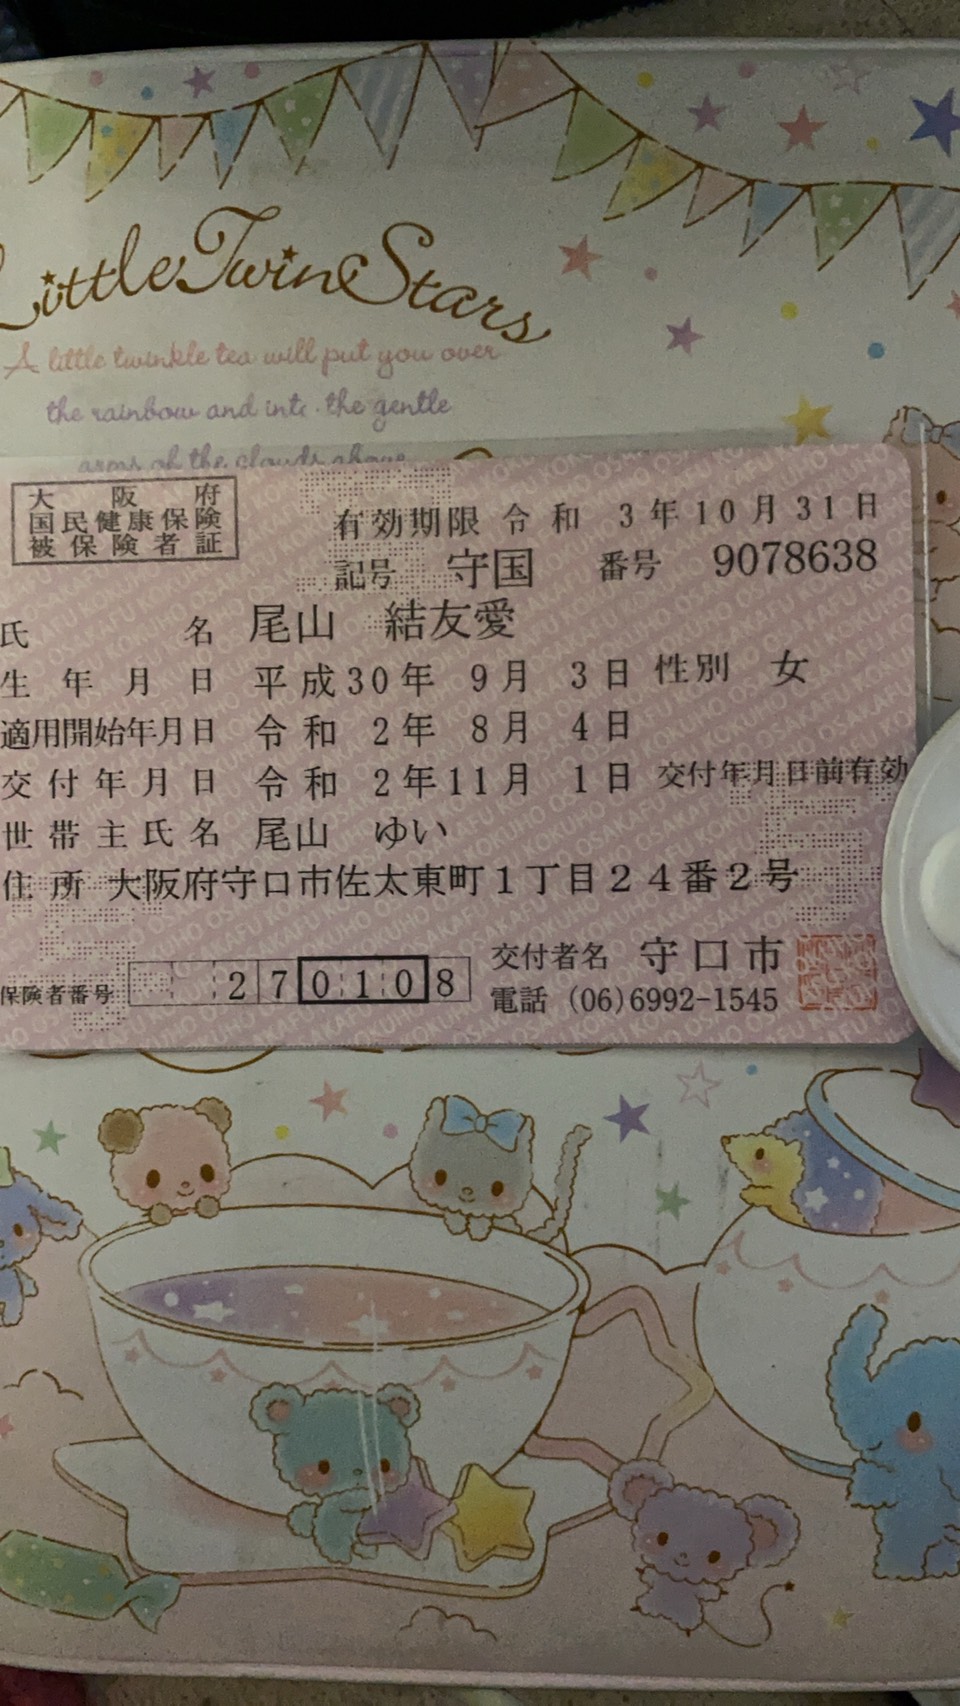 Little Twin Stars
A little twinkle tea will put you over
the rainbow and into the gentle
arms of the clouds above
大阪府
国民健康保険
被保険者証
有効期限 令和 3年10月31日
記号 守国 番号 9078638
氏名 尾山 結友愛
生年月日 平成30年 9月 3日 性別 女
適用開始年月日 令和 2年 8月 4日
交付年月日 令和 2年11月 1日 交付年月日前有効
世帯主氏名 尾山 ゆい
住所 大阪府守口市佐太東町1丁目24番2号
保険者番号 270108
交付者名 守口市
電話 (06)6992-1545